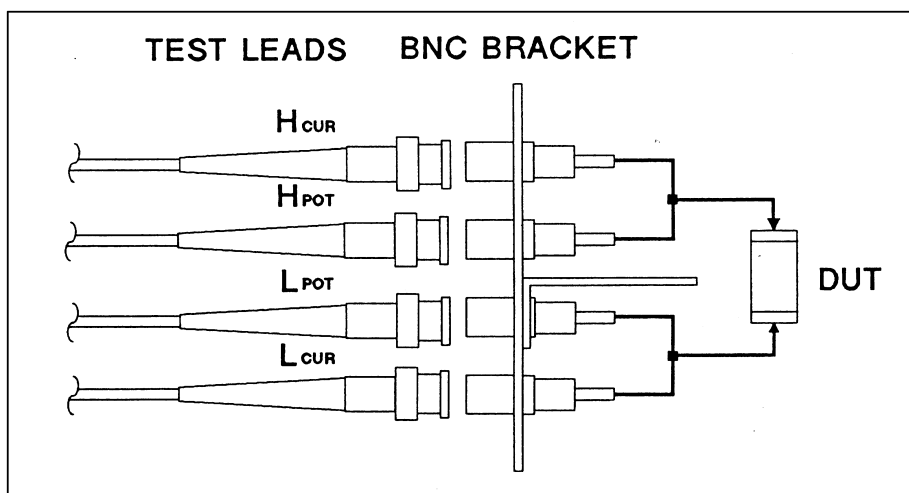 TEST LEADS BNC BRACKET
HCUR
HPOT
LPOT
DUT
LCUR